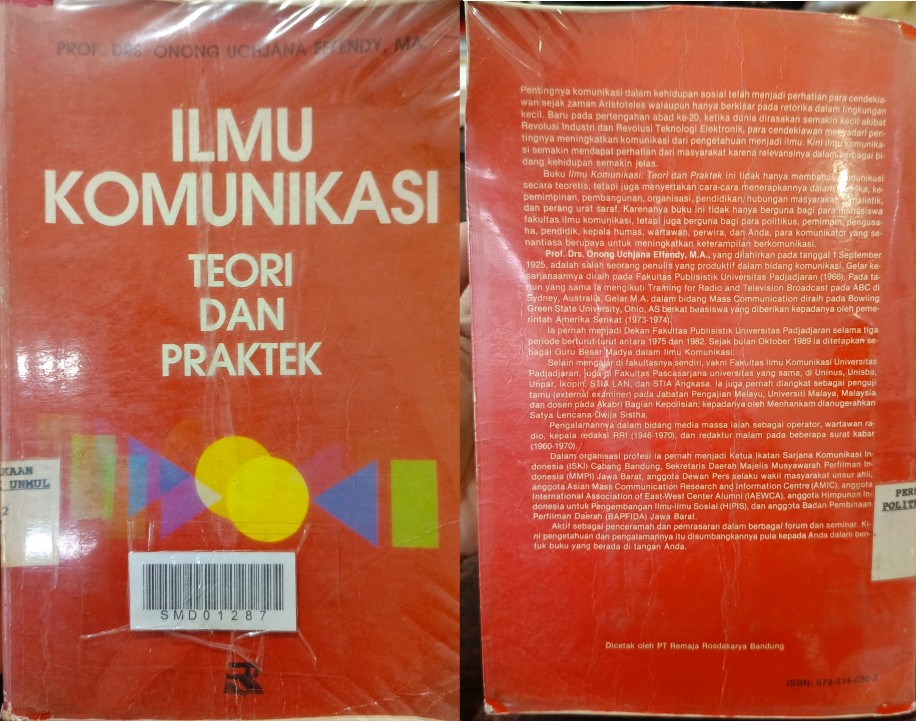 PROF. DRS. ONONG UCHJANA EFFENDY, MA.
ILMU
KOMUNIKASI
TEORI
DAN
PRAKTEK
KAAN
UNMUL
2
SMD01287
Pentingnya komunikasi dalam kehidupan sosial telah menjadi perhatian para cendekia-
wan sejak zaman Aristoteles walaupun hanya berkisar pada retorika dalam lingkungan
kecil. Baru pada pertengahan abad ke-20, ketika dunia dirasakan semakin kecil akibat
Revolusi Industri dan Revolusi Teknologi Elektronik, para cendekiawan menyadari pen-
tingnya meningkatkan komunikasi dari pengetahuan menjadi ilmu. Kini ilmu komunika-
si semakin mendapat perhatian dari masyarakat karena relevansinya dalam berbagai bi-
dang kehidupan semakin jelas.
Buku Ilmu Komunikasi: Teori dan Praktek ini tidak hanya membahas komunikasi
secara teoretis, tetapi juga menyertakan cara-cara menerapkannya dalam ke-
pemimpinan, pembangunan, organisasi, pendidikan, hubungan masyarakat, jurnalistik,
dan perang urat saraf. Karenanya buku ini tidak hanya berguna bagi para mahasiswa
fakultas ilmu komunikasi, tetapi juga berguna bagi para politikus, pemimpin, pengusa-
ha, pendidik, kepala humas, wartawan, perwira, dan Anda, para komunikator yang se-
nantiasa berupaya untuk meningkatkan keterampilan berkomunikasi.
Prof. Drs. Onong Uchjana Effendy, M.A., yang dilahirkan pada tanggal 1 September
1925, adalah salah seorang penulis yang produktif dalam bidang komunikasi. Gelar ke-
sarjanaannya diraih pada Fakultas Publisistik Universitas Padjadjaran (1966). Pada ta-
hun yang sama ia mengikuti Training for Radio and Television Broadcast pada ABC di
Sydney, Australia. Gelar M.A. dalam bidang Mass Communication diraih pada Bowling
Green State University, Ohio, AS berkat beasiswa yang diberikan kepadanya oleh peme-
rintah Amerika Serikat (1973-1974).
Ia pernah menjadi Dekan Fakultas Publisistik Universitas Padjadjaran selama tiga
periode berturut-turut antara 1975 dan 1982. Sejak bulan Oktober 1989 ia ditetapkan se-
bagai Guru Besar Madya dalam Ilmu Komunikasi.
Selain mengajar di fakultasnya sendiri, yakni Fakultas Ilmu Komunikasi Universitas
Padjadjaran, juga di Fakultas Pascasarjana universitas yang sama, di Uninus, Unisba,
Unpar, Ikopin, STIA LAN, dan STIA Angkasa. Ia juga pernah diangkat sebagai penguji
tamu (external examiner) pada Jabatan Pengajian Melayu, Universiti Malaya, Malaysia
dan dosen pada Akabri Bagian Kepolisian; kepadanya oleh Menhankam dianugerahkan
Satya Lencana Dwija Sistha.
Pengalamannya dalam bidang media massa ialah sebagai operator, wartawan ra-
dio, kepala redaksi RRI (1946-1970), dan redaktur malam pada beberapa surat kabar
(1960-1970).
Dalam organisasi profesi ia pernah menjadi Ketua Ikatan Sarjana Komunikasi In-
donesia (ISKI) Cabang Bandung, Sekretaris Daerah Majelis Musyawarah Perfilman In-
donesia (MMPI) Jawa Barat, anggota Dewan Pers selaku wakil masyarakat unsur ahli,
anggota Asian Mass Communication Research and Information Centre (AMIC), anggota
International Association of East-West Center Alumni (IAEWCA), anggota Himpunan In-
donesia untuk Pengembangan Ilmu-ilmu Sosial (HIPIS), dan anggota Badan Pembinaan
Perfilman Daerah (BAPFIDA) Jawa Barat.
Aktif sebagai penceramah dan pemrasaran dalam berbagai forum dan seminar. Ki-
ni pengetahuan dan pengalamannya itu disumbangkannya pula kepada Anda dalam ben-
tuk buku yang berada di tangan Anda.
PER
POLIT
Dicetak oleh PT Remaja Rosdakarya Bandung
ISBN: 979-514-